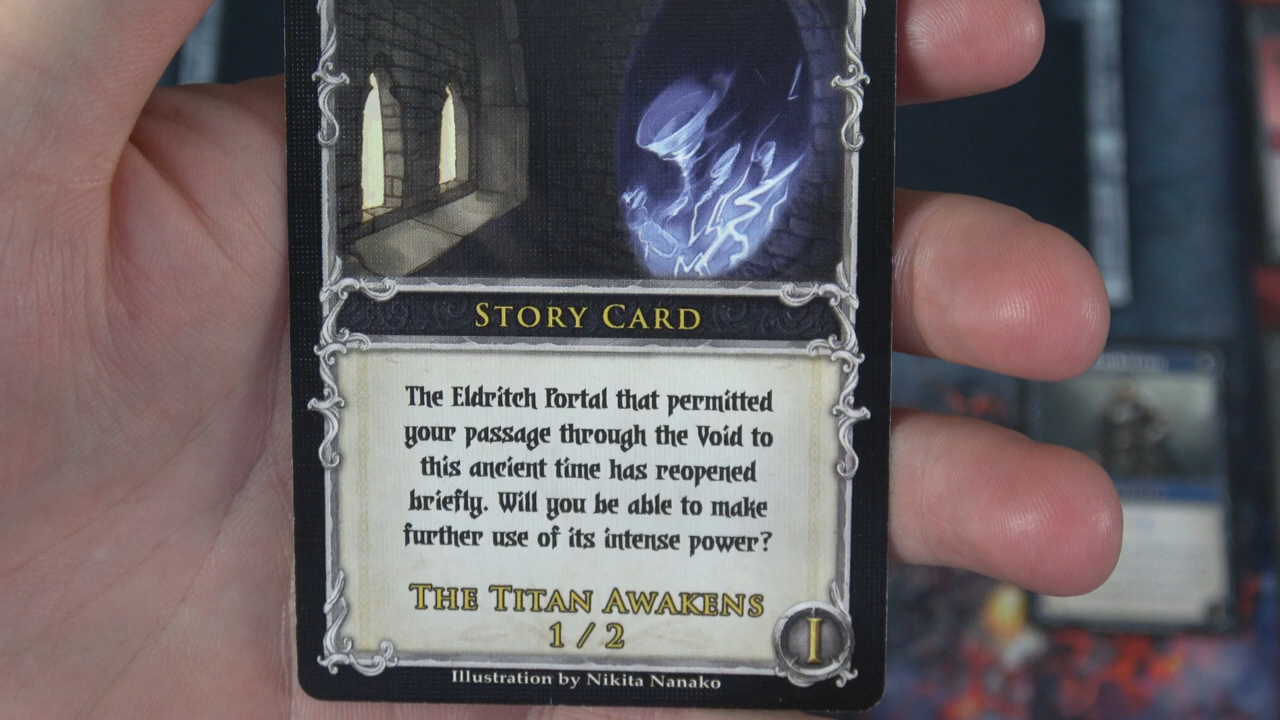 Story Card
The Eldritch Portal that permitted
your passage through the Void to
this ancient time has reopened
briefly. Will you be able to make
further use of its intense power?
The Titan Awakens
1 / 2
I
Illustration by Nikita Nanako